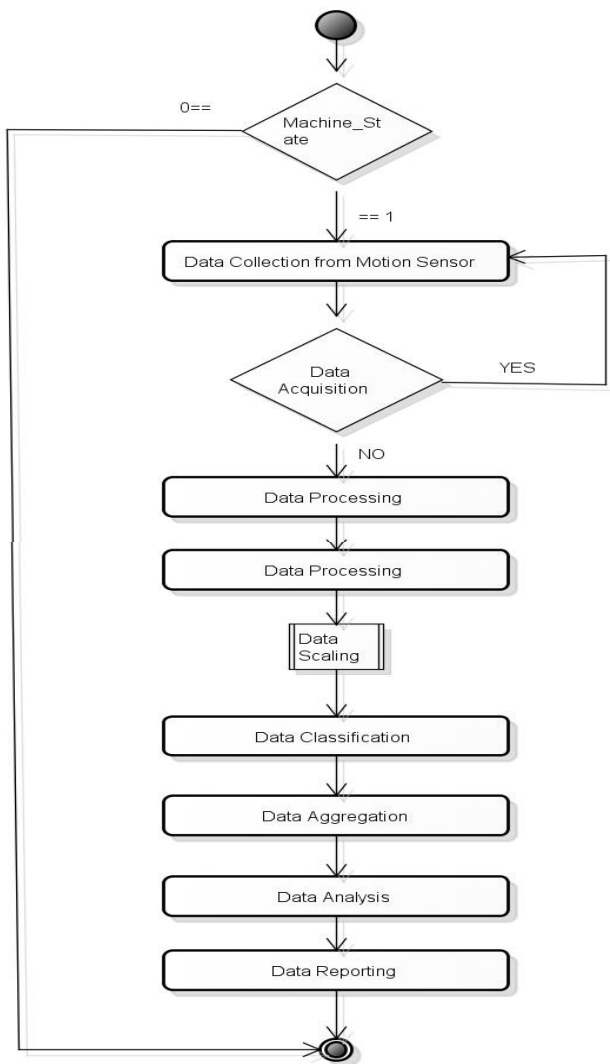 0==
Machine_St
ate
== 1
Data Collection from Motion Sensor
Data
Acquisition
YES
NO
Data Processing
Data Processing
Data
Scaling
Data Classification
Data Aggregation
Data Analysis
Data Reporting